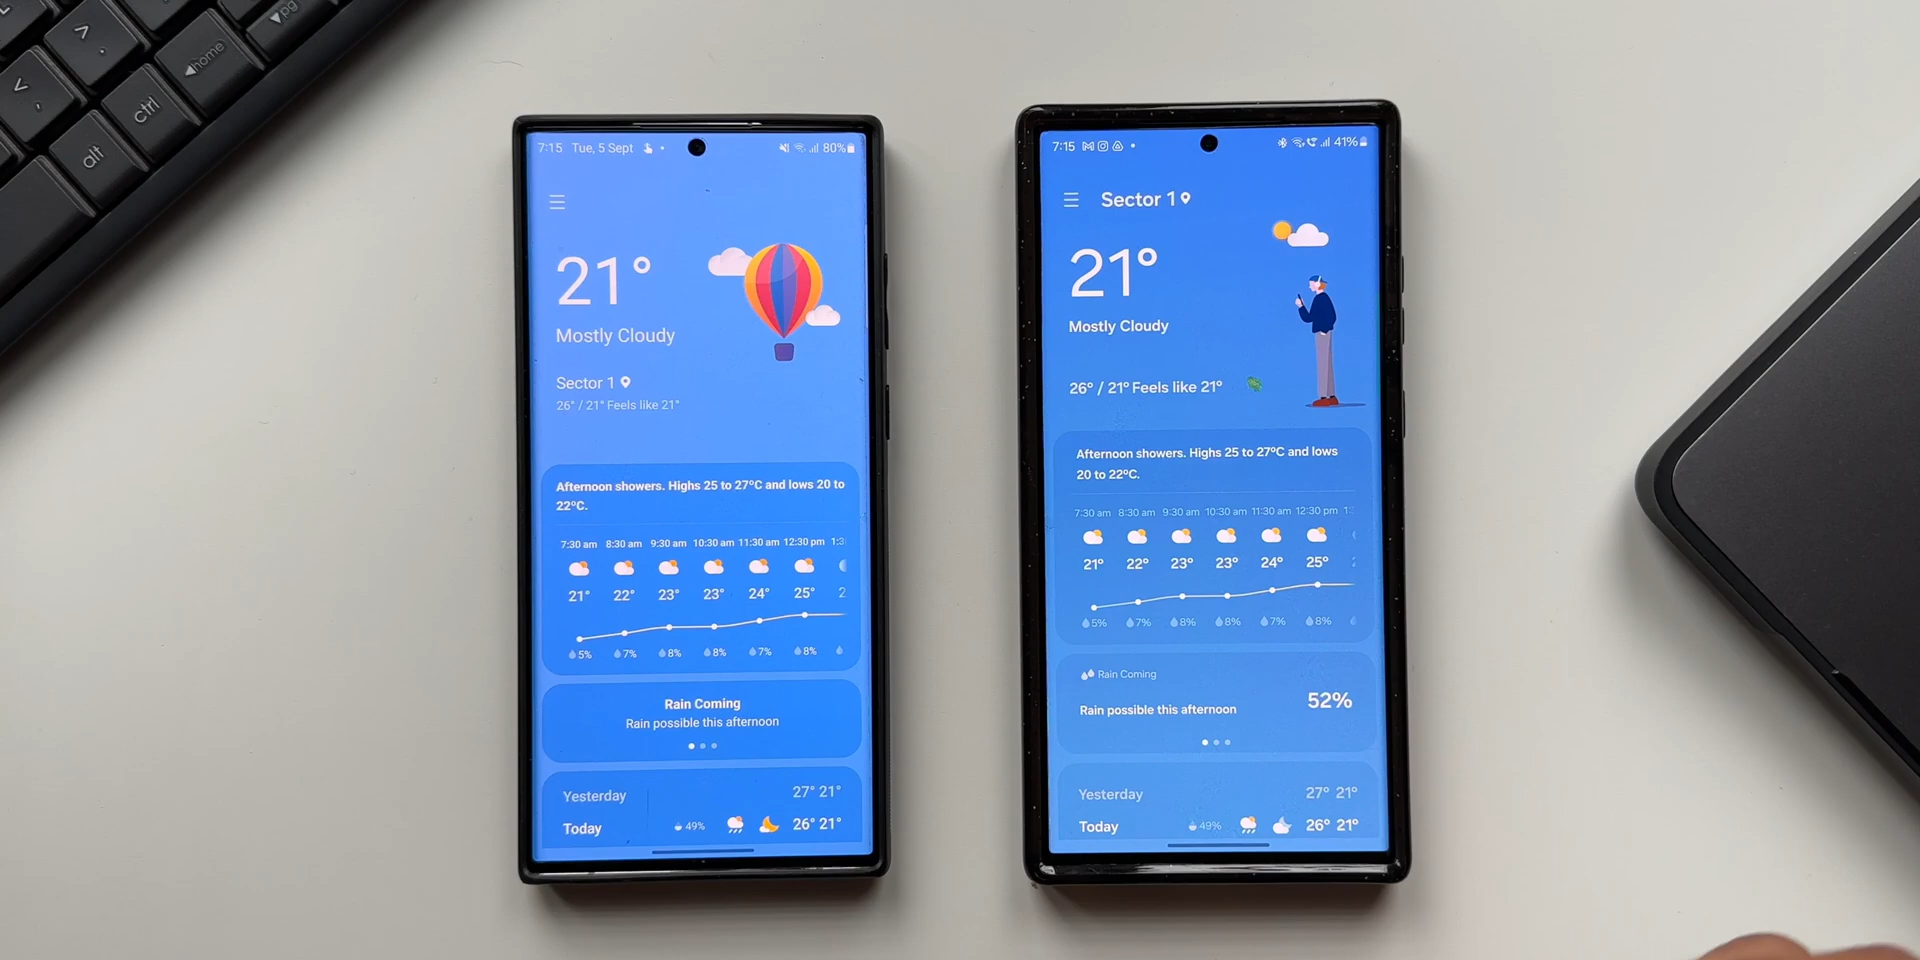 ▼pg
◀home
ctrl
alt
7:15 Tue, 5 Sept
80%
21°
Mostly Cloudy
Sector 1
26° / 21° Feels like 21°
Afternoon showers. Highs 25 to 27°C and lows 20 to
22°C.
7:30 am 8:30 am 9:30 am 10:30 am 11:30 am 12:30 pm 1:3
21° 22° 23° 23° 24° 25° 2
5% 7% 8% 8% 7% 8%
Rain Coming
Rain possible this afternoon
Yesterday 27° 21°
Today 49% 26° 21°
7:15
41%
Sector 1
21°
Mostly Cloudy
26° / 21° Feels like 21°
Afternoon showers. Highs 25 to 27°C and lows
20 to 22°C.
7:30 am 8:30 am 9:30 am 10:30 am 11:30 am 12:30 pm 1:
21° 22° 23° 23° 24° 25°
5% 7% 8% 8% 7% 8%
Rain Coming
Rain possible this afternoon 52%
Yesterday 27° 21°
Today 49% 26° 21°